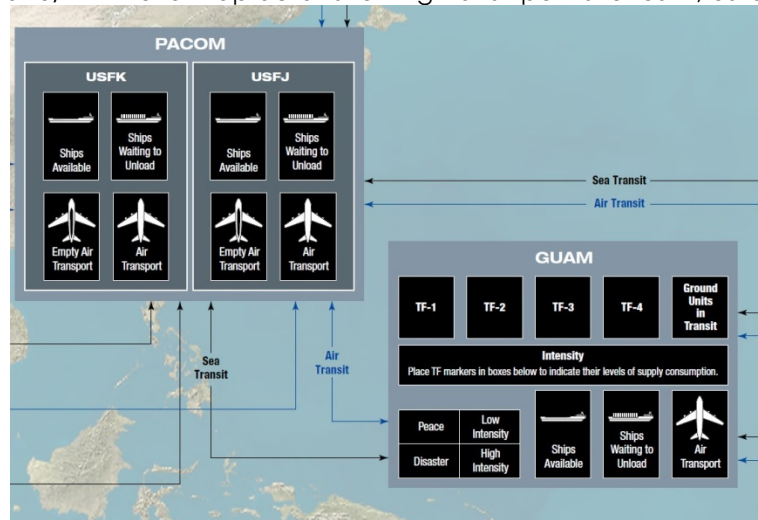 PACOM
USFK
USFJ
Ships
Available
Ships
Waiting to
Unload
Ships
Available
Ships
Waiting to
Unload
Empty Air
Transport
Air
Transport
Empty Air
Transport
Air
Transport
Sea Transit
Air Transit
Sea
Transit
Air
Transit
GUAM
TF-1
TF-2
TF-3
TF-4
Ground
Units
in
Transit
Intensity
Place TF markers in boxes below to indicate their levels of supply consumption.
Peace
Low
Intensity
Disaster
High
Intensity
Ships
Available
Ships
Waiting to
Unload
Air
Transport